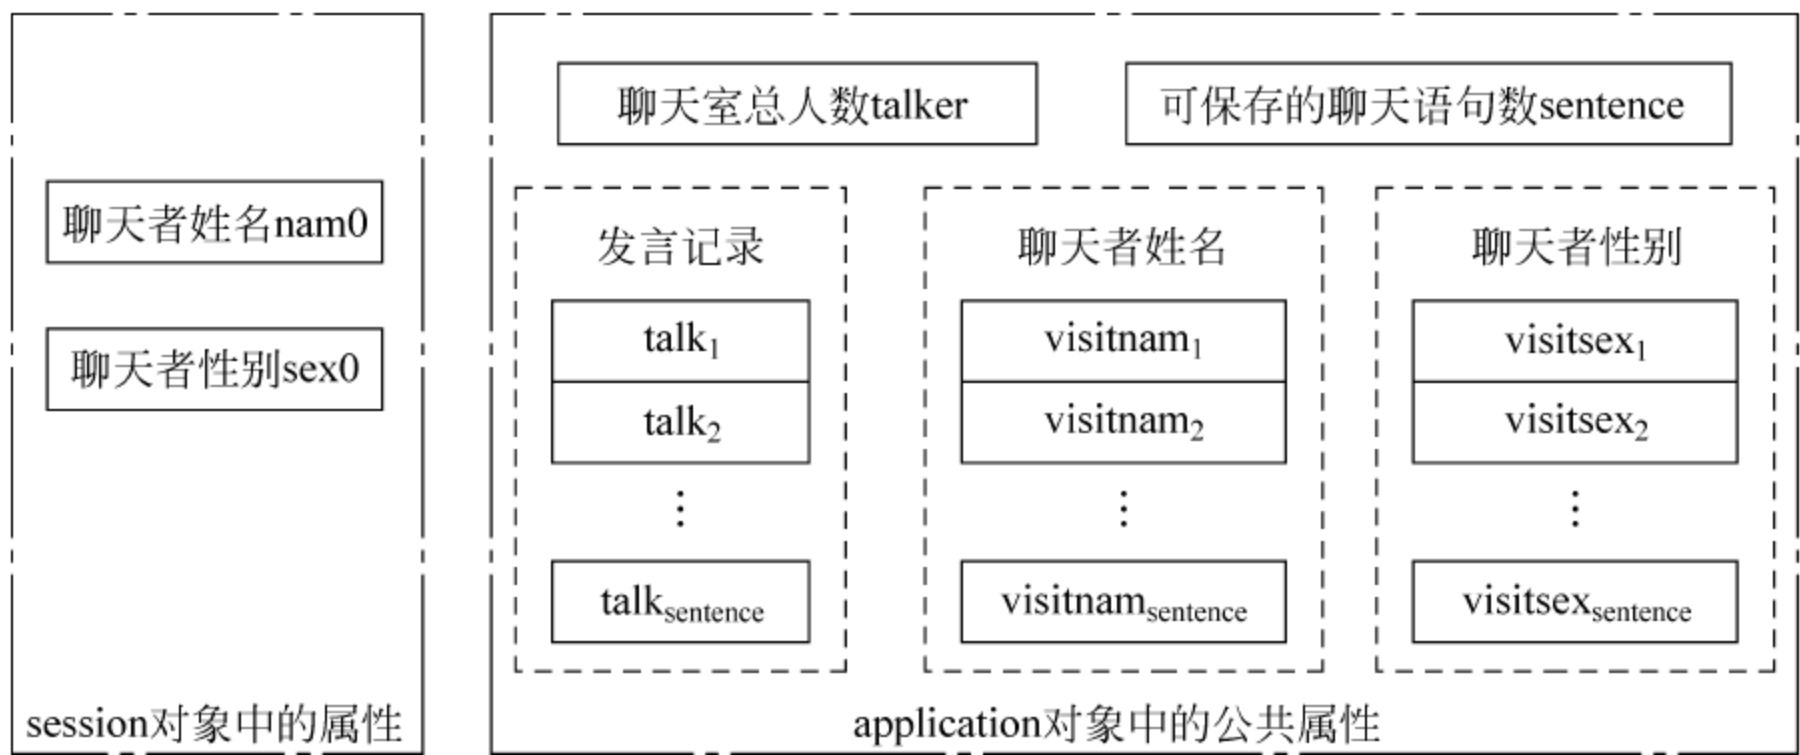 聊天室总人数talker
可保存的聊天语句数sentence
聊天者姓名nam0
聊天者性别sex0
发言记录
talk1
talk2
⋮
talksentence
聊天者姓名
visitnam1
visitnam2
⋮
visitnamsentence
聊天者性别
visitsex1
visitsex2
⋮
visitsexsentence
session对象中的属性
application对象中的公共属性